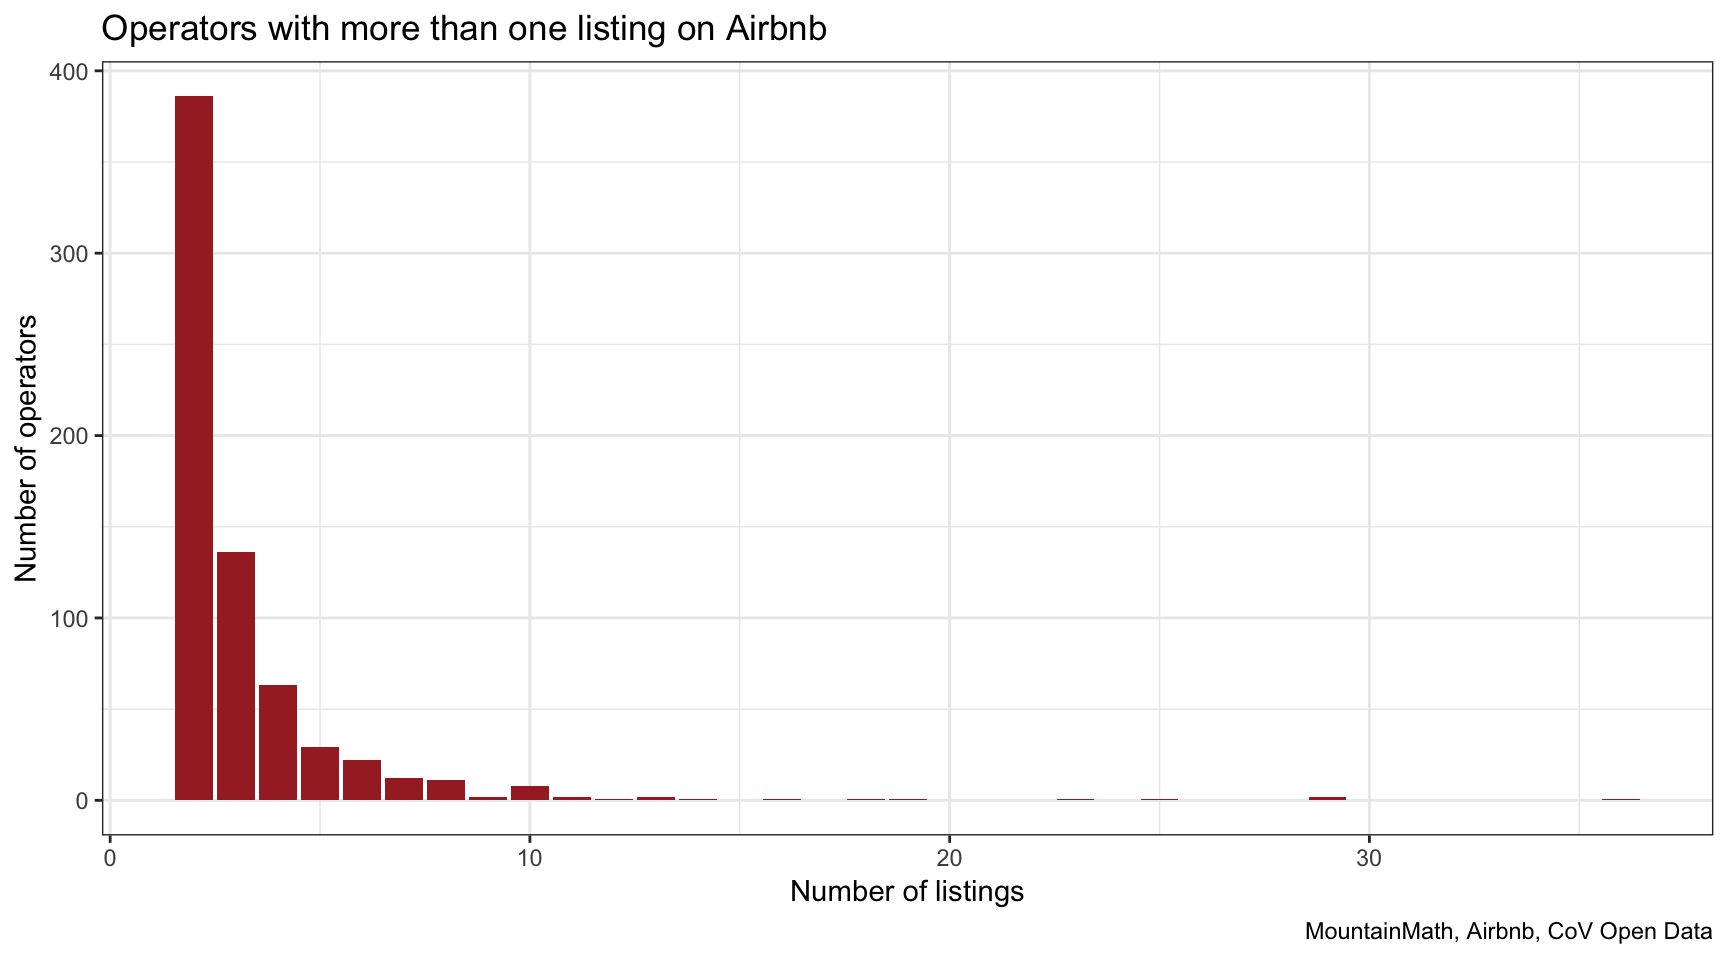 Operators with more than one listing on Airbnb
400
300
200
100
0
Number of operators
0 10 20 30
Number of listings
MountainMath, Airbnb, CoV Open Data